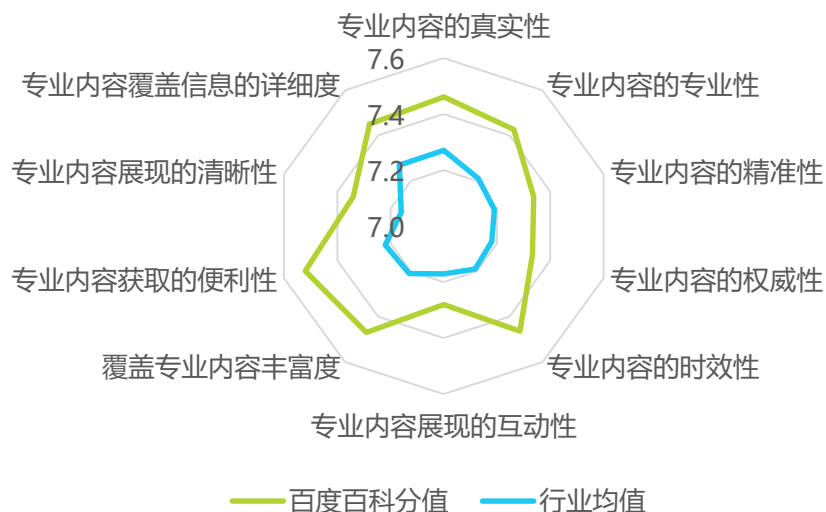 专业内容的真实性
7.6
专业内容覆盖信息的详细度
专业内容的专业性
7.4
专业内容展现的清晰性
7.2
专业内容的精准性
7.0
专业内容获取的便利性
专业内容的权威性
覆盖专业内容丰富度
专业内容的时效性
专业内容展现的互动性
百度百科分值
行业均值